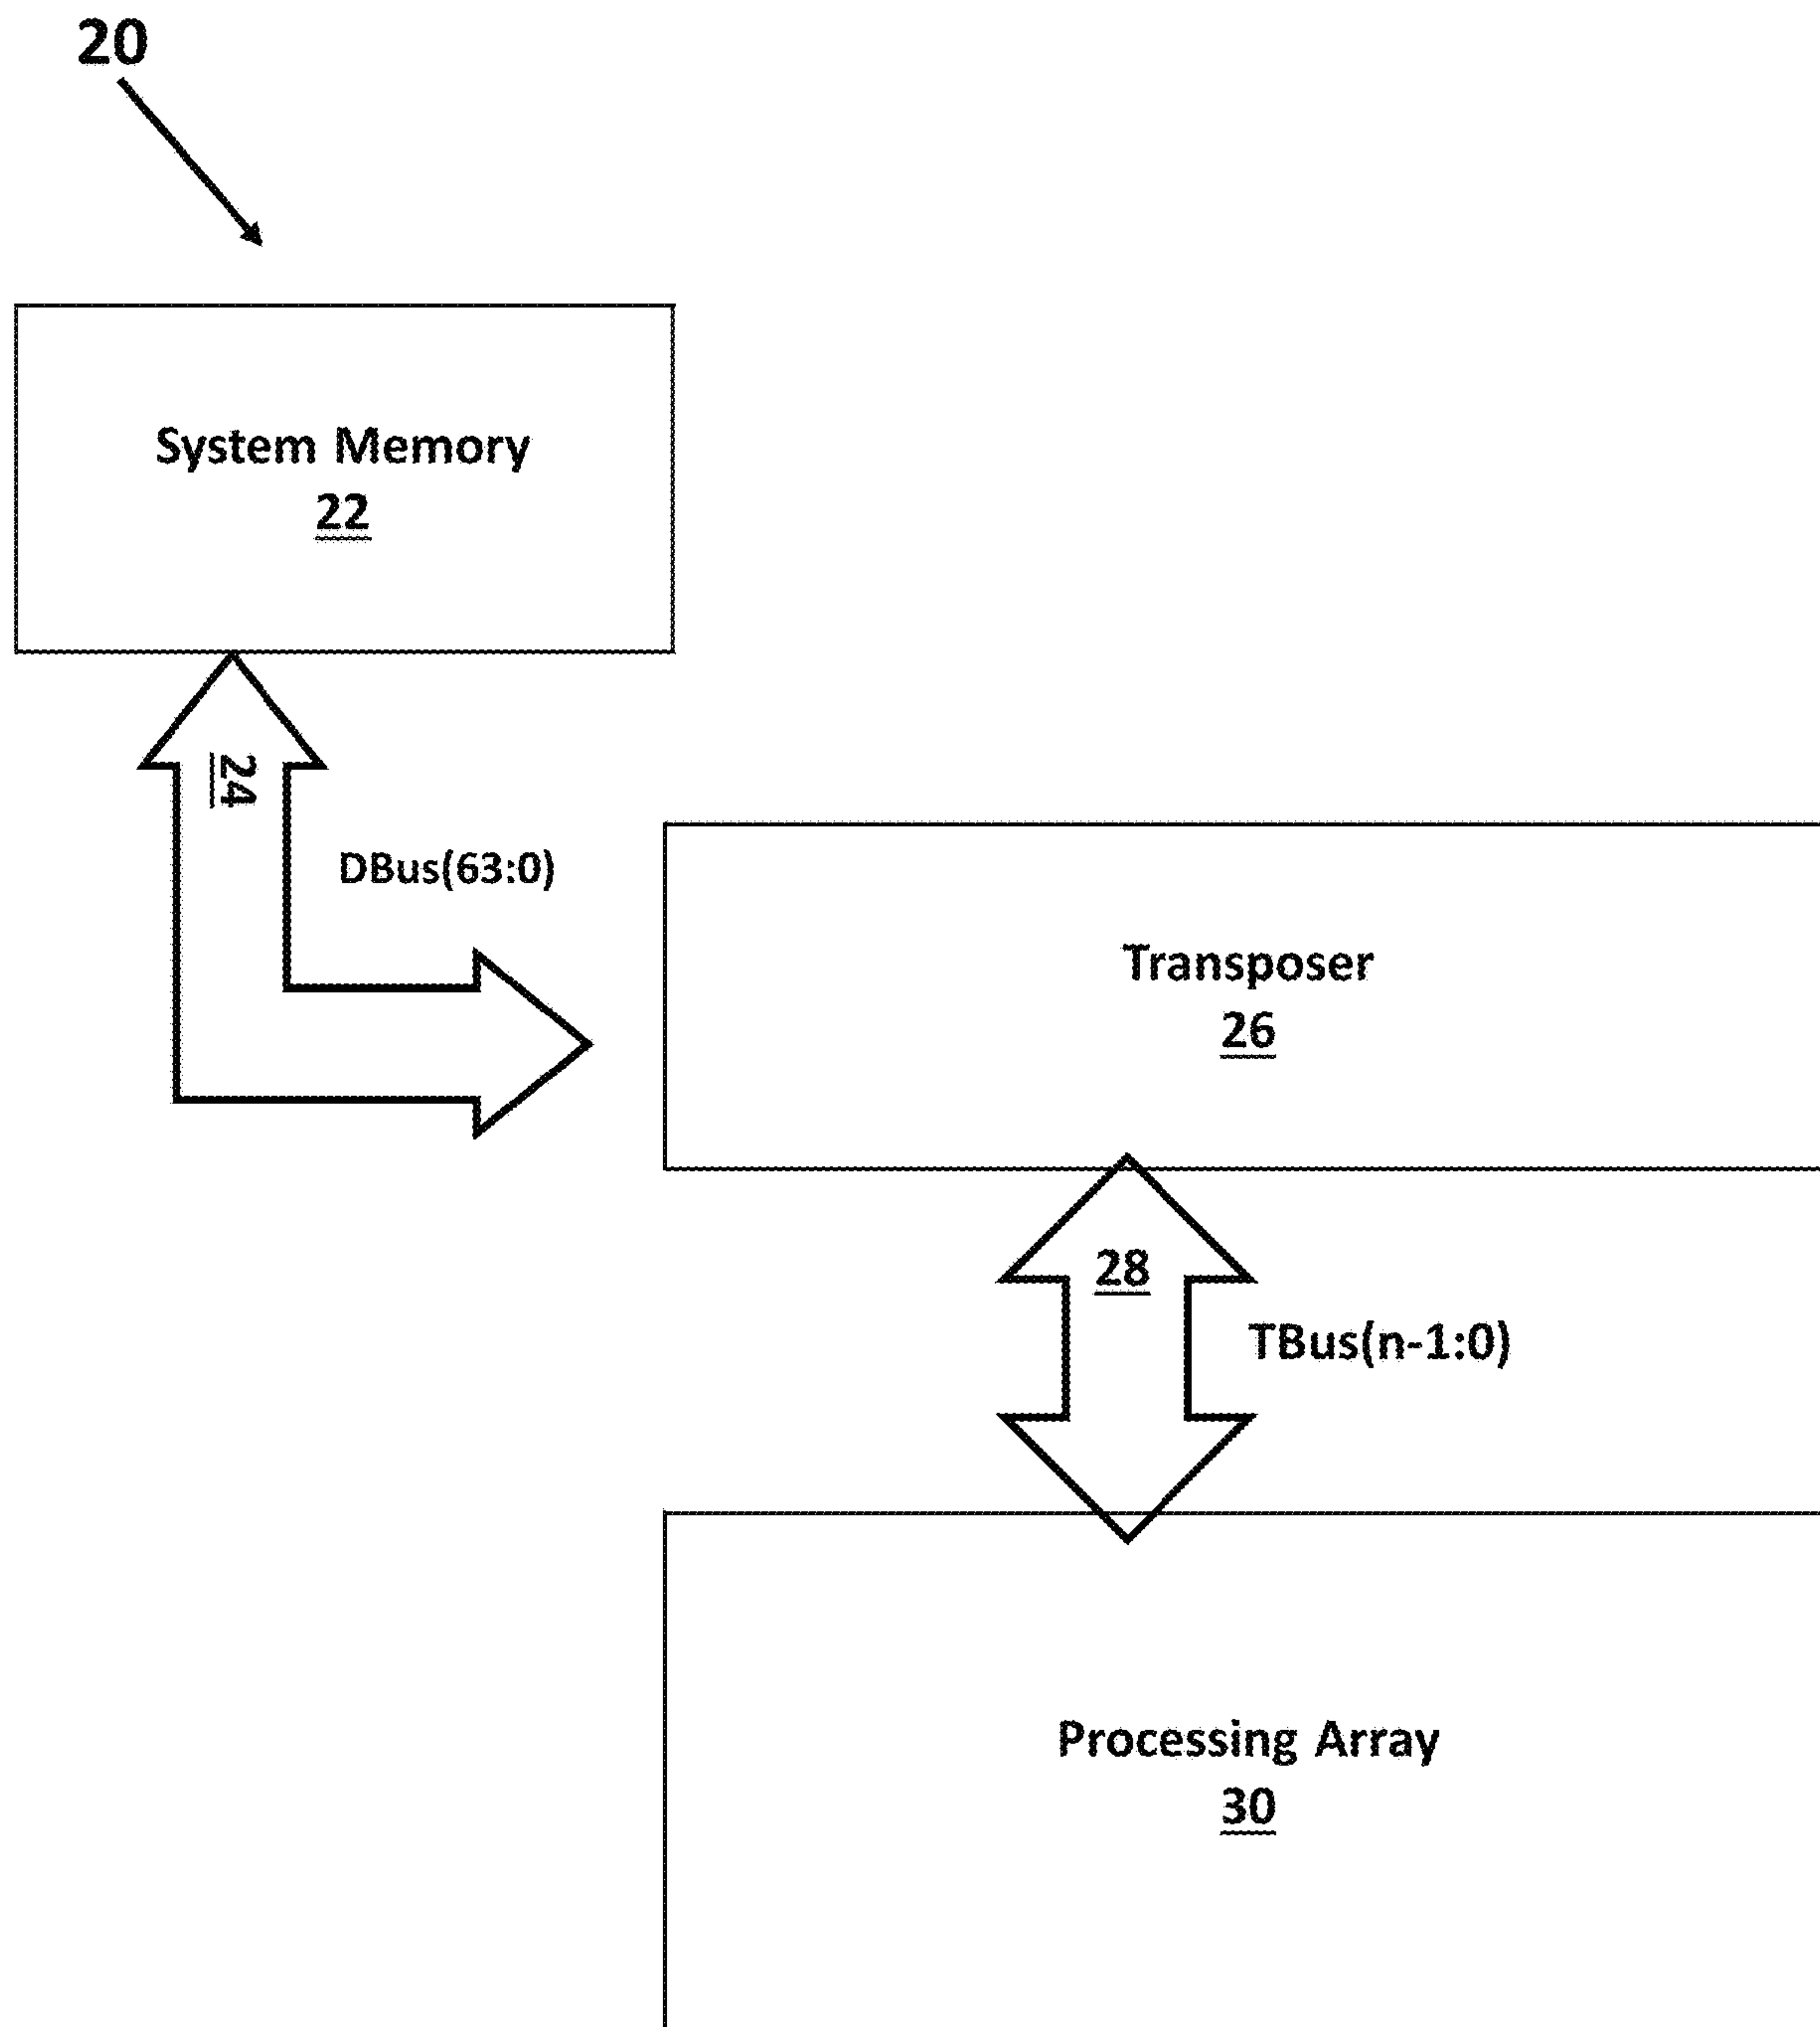 20
System Memory
22
24
DBus(63:0)
Transposer
26
28
TBus(n-1:0)
Processing Array
30